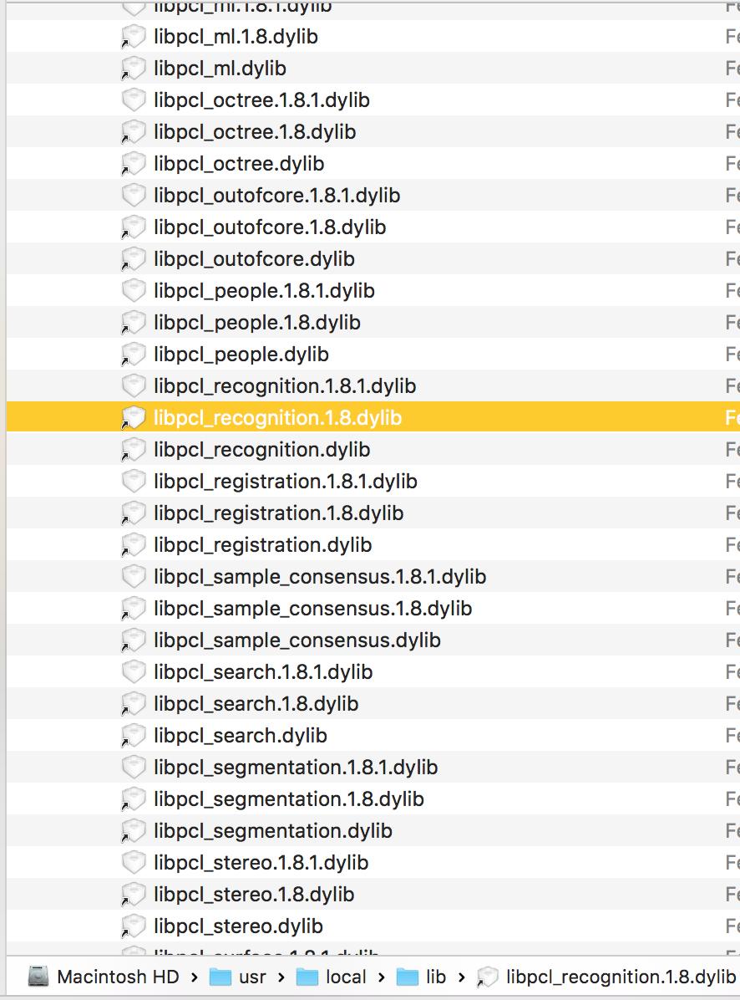 libpcl_ml.1.8.1.dylib
libpcl_ml.1.8.dylib Fe
libpcl_ml.dylib Fe
libpcl_octree.1.8.1.dylib Fe
libpcl_octree.1.8.dylib Fe
libpcl_octree.dylib Fe
libpcl_outofcore.1.8.1.dylib Fe
libpcl_outofcore.1.8.dylib Fe
libpcl_outofcore.dylib Fe
libpcl_people.1.8.1.dylib Fe
libpcl_people.1.8.dylib Fe
libpcl_people.dylib Fe
libpcl_recognition.1.8.1.dylib Fe
libpcl_recognition.1.8.dylib Fe
libpcl_recognition.dylib Fe
libpcl_registration.1.8.1.dylib Fe
libpcl_registration.1.8.dylib Fe
libpcl_registration.dylib Fe
libpcl_sample_consensus.1.8.1.dylib Fe
libpcl_sample_consensus.1.8.dylib Fe
libpcl_sample_consensus.dylib Fe
libpcl_search.1.8.1.dylib Fe
libpcl_search.1.8.dylib Fe
libpcl_search.dylib Fe
libpcl_segmentation.1.8.1.dylib Fe
libpcl_segmentation.1.8.dylib Fe
libpcl_segmentation.dylib Fe
libpcl_stereo.1.8.1.dylib Fe
libpcl_stereo.1.8.dylib Fe
libpcl_stereo.dylib Fe
libpcl_surface.1.8.1.dylib
Macintosh HD › usr › local › lib › libpcl_recognition.1.8.dylib